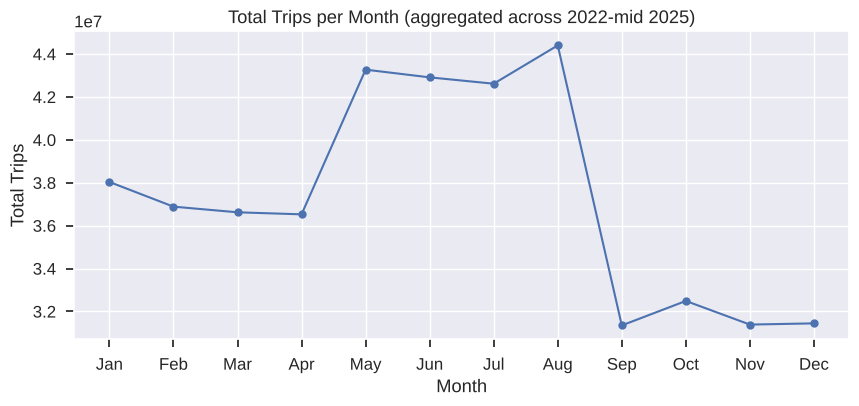 Total Trips per Month (aggregated across 2022-mid 2025)
1e7
4.4
4.2
4.0
3.8
3.6
3.4
3.2
Total Trips
Jan Feb Mar Apr May Jun Jul Aug Sep Oct Nov Dec
Month